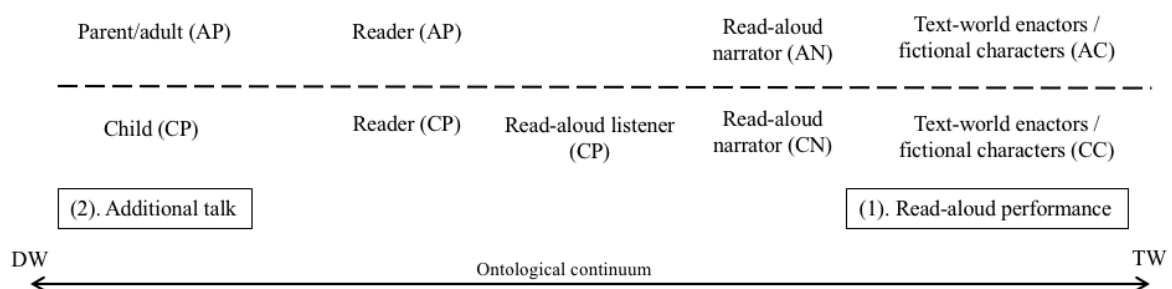 Parent/adult (AP)
Reader (AP)
Read-aloud
narrator (AN)
Text-world enactors /
fictional characters (AC)
Child (CP)
Reader (CP)
Read-aloud listener
(CP)
Read-aloud
narrator (CN)
Text-world enactors /
fictional characters (CC)
(2). Additional talk
(1). Read-aloud performance
DW
Ontological continuum
TW